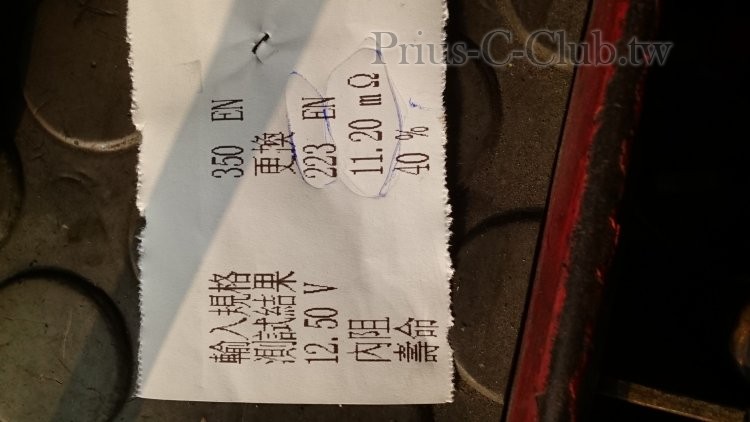 Prius-C-Club.tw
輸入規格 350 EN
測試結果 更換
12.50 V 223 EN
內阻 11.20 mΩ
壽命 40 %